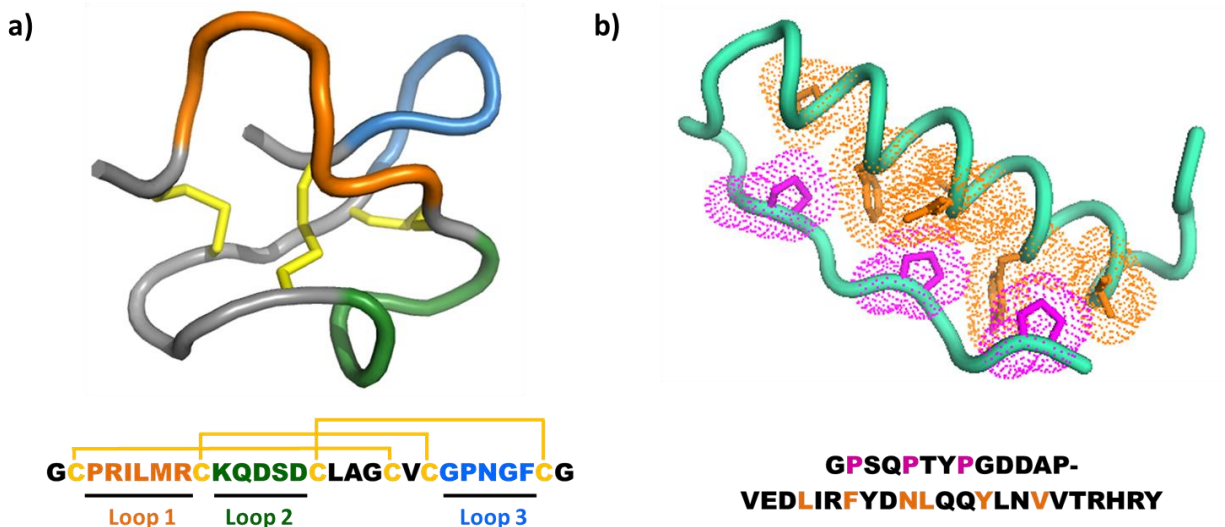 a)
b)
GCPRILMRCKQDSDCLAGCVCGPNGFCG
Loop 1
Loop 2
Loop 3
GPSQPTYPGDDAP-
VEDLIRFYDNLQQYLNVVTRHRY